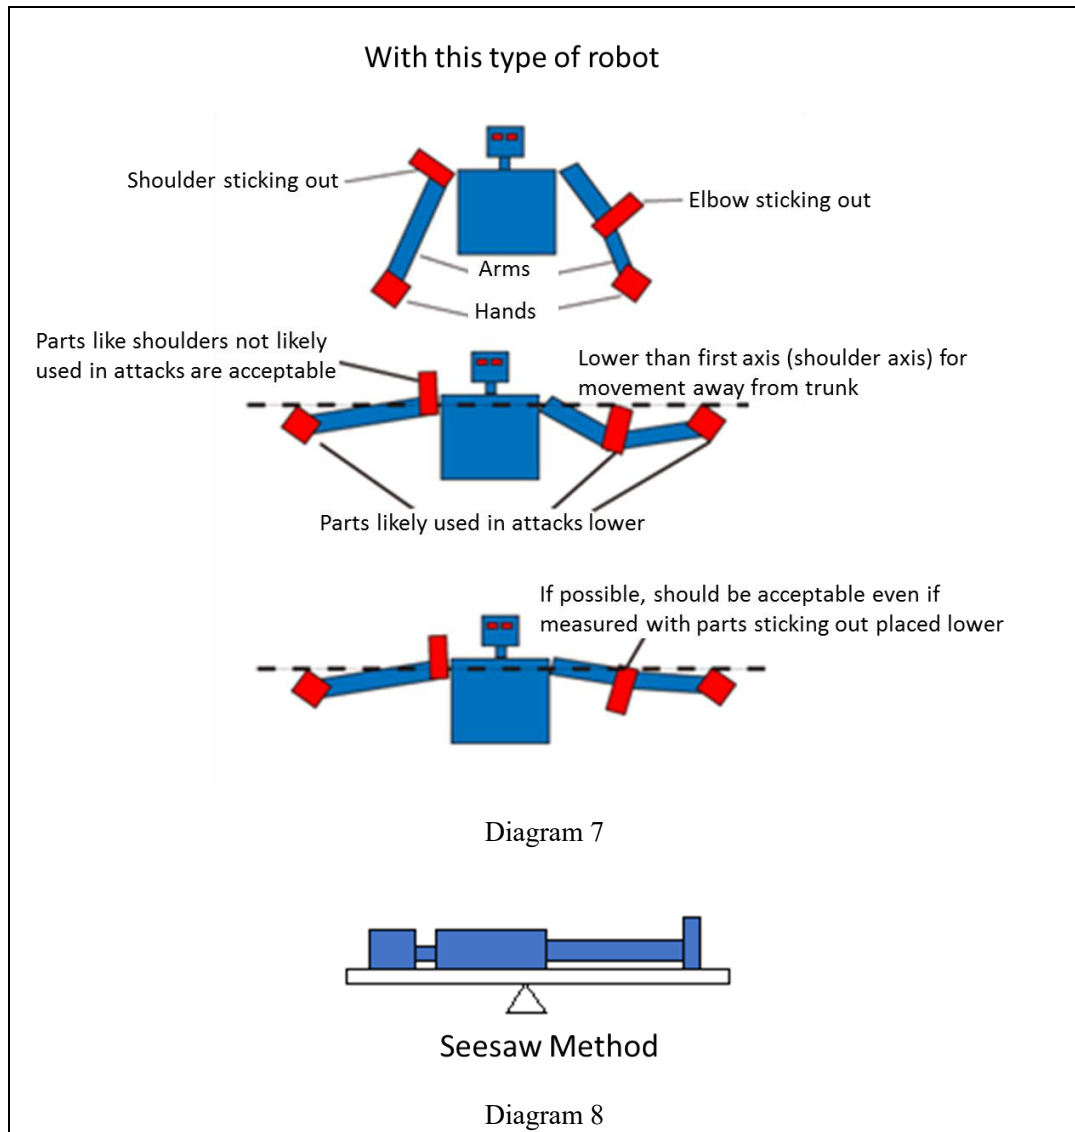 With this type of robot
Shoulder sticking out
Elbow sticking out
Arms
Hands
Parts like shoulders not likely
used in attacks are acceptable
Lower than first axis (shoulder axis) for
movement away from trunk
Parts likely used in attacks lower
If possible, should be acceptable even if
measured with parts sticking out placed lower
Diagram 7
Seesaw Method
Diagram 8